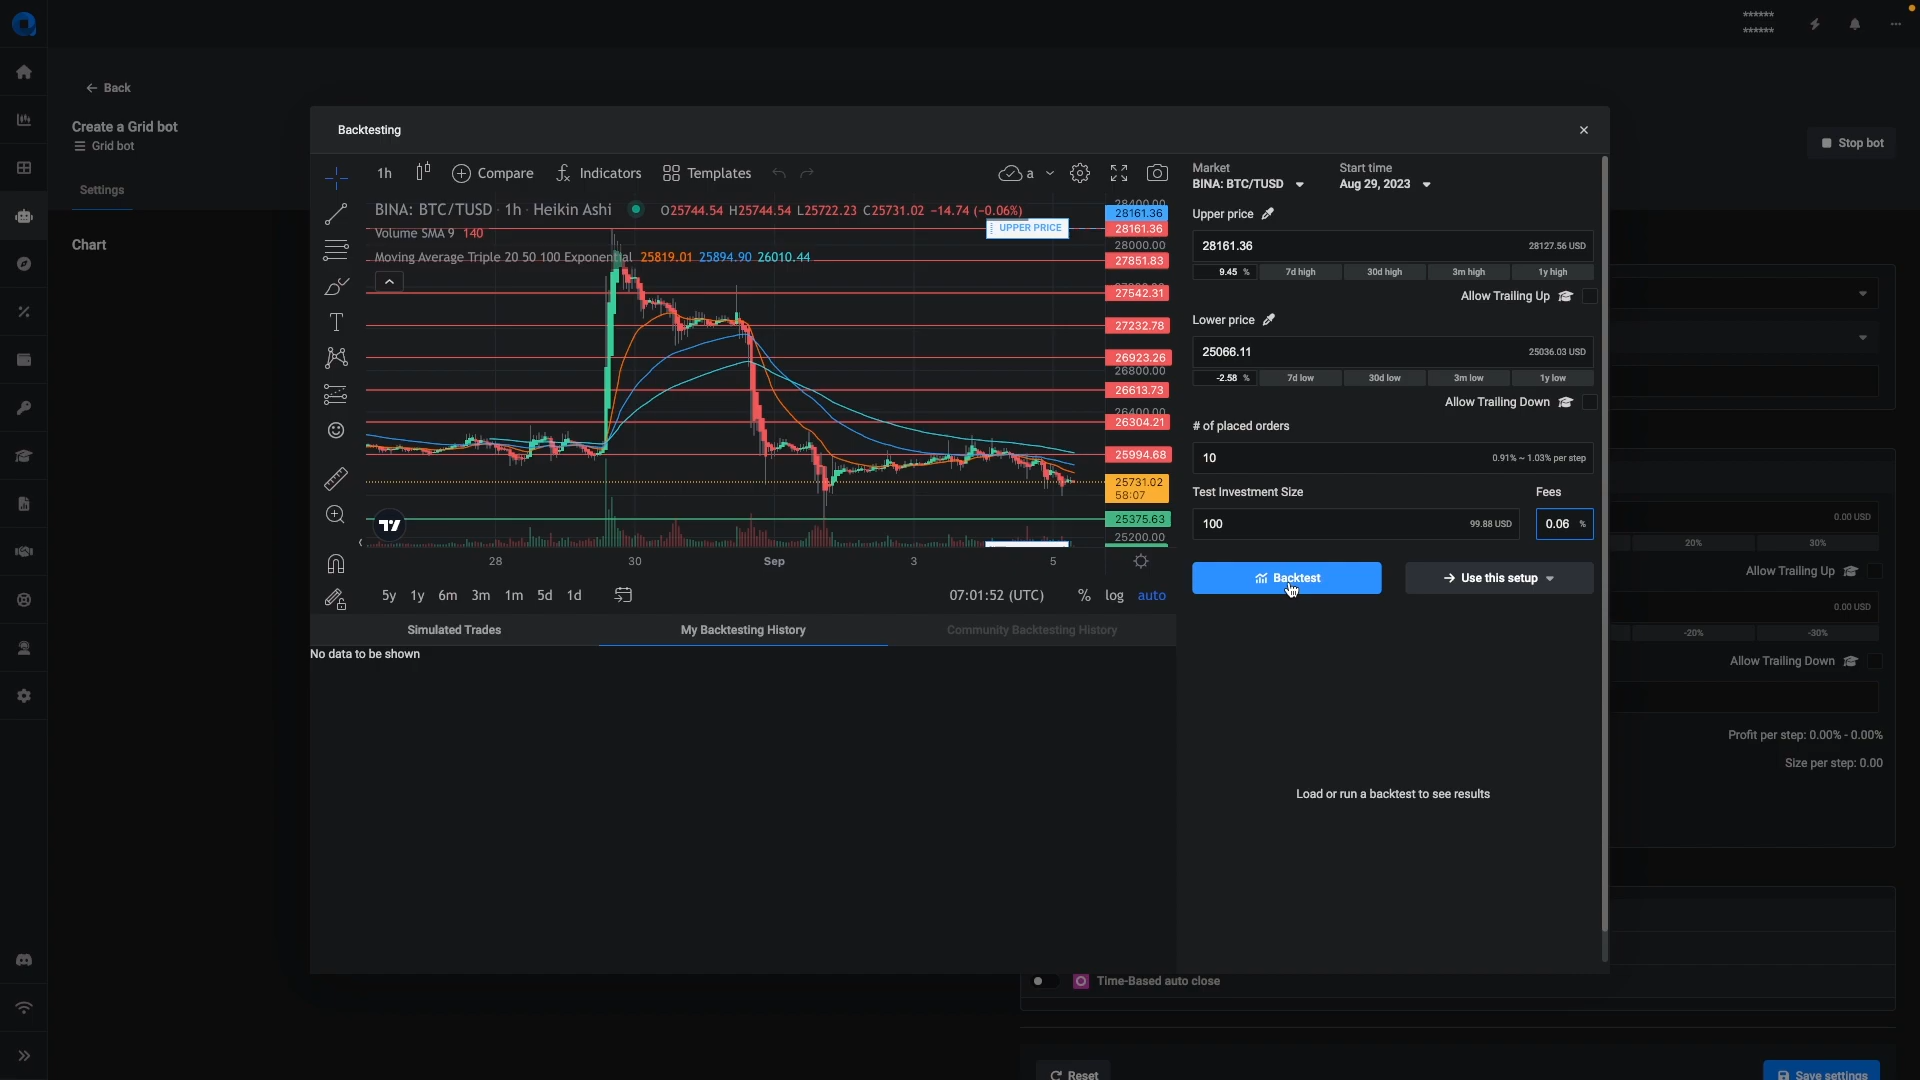 ******
******
Back
Create a Grid bot
Grid bot
Stop bot
Settings
Chart
Backtesting
1h
Compare
Indicators
Templates
a
BINA: BTC/TUSD · 1h · Heikin Ashi
O25744.54 H25744.54 L25722.23 C25731.02 −14.74 (−0.06%)
Volume SMA 9 140
Moving Average Triple 20 50 100 Exponential 25819.01 25894.90 26010.44
UPPER PRICE
28400.00
28161.36
28161.36
28000.00
27851.83
27542.31
27232.78
26923.26
26800.00
26613.73
26400.00
26304.21
25994.68
25731.02
58:07
25375.63
25200.00
28
30
Sep
3
5
5y
1y
6m
3m
1m
5d
1d
07:01:52 (UTC)
%
log
auto
Simulated Trades
My Backtesting History
Community Backtesting History
No data to be shown
Market
BINA: BTC/TUSD
Start time
Aug 29, 2023
Upper price
28161.36
28127.56 USD
9.45 %
7d high
30d high
3m high
1y high
Allow Trailing Up
Lower price
25066.11
25036.03 USD
-2.58 %
7d low
30d low
3m low
1y low
Allow Trailing Down
# of placed orders
10
0.91% ~ 1.03% per step
Test Investment Size
Fees
100
99.88 USD
0.06 %
Backtest
Use this setup
Load or run a backtest to see results
0.00 USD
20%
30%
Allow Trailing Up
0.00 USD
-20%
-30%
Allow Trailing Down
Profit per step: 0.00% - 0.00%
Size per step: 0.00
Time-Based auto close
Reset
Save settings